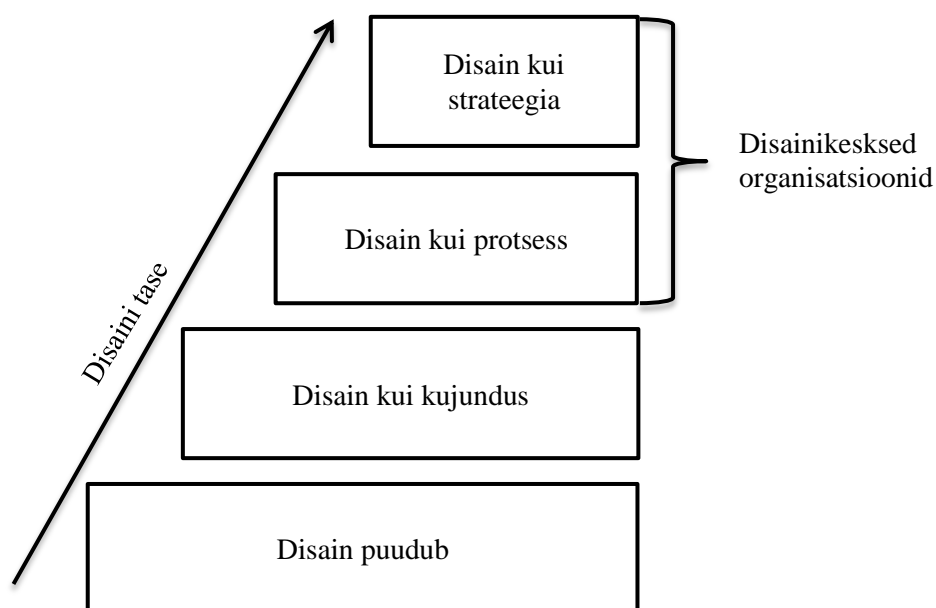 Disain kui
strateegia
Disainikesksed
organisatsioonid
Disain kui protsess
Disaini tase
Disain kui kujundus
Disain puudub